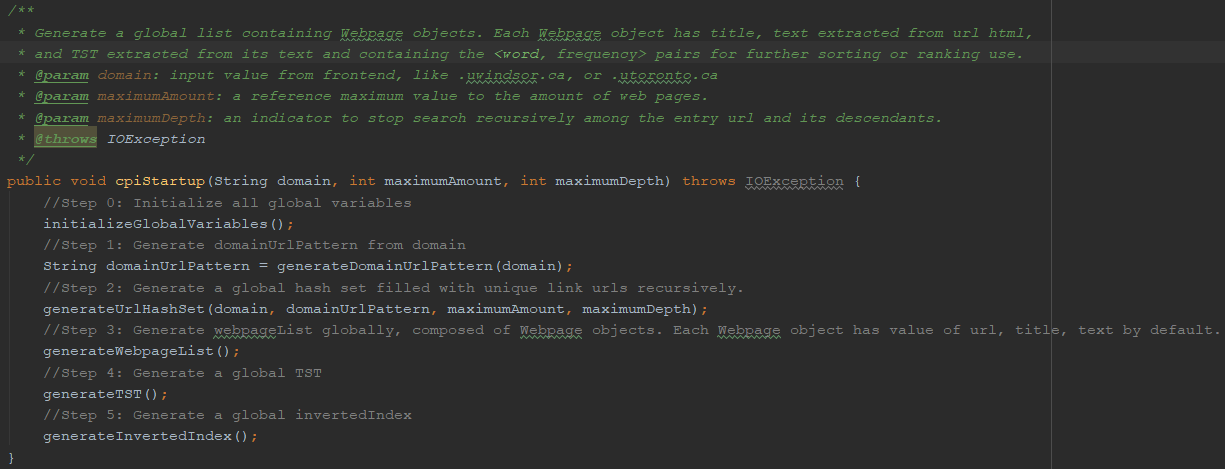 /**
 * Generate a global list containing Webpage objects. Each Webpage object has title, text extracted from url html,
 * and TST extracted from its text and containing the <word, frequency> pairs for further sorting or ranking use.
 * @param domain: input value from frontend, like .uwindsor.ca, or .utoronto.ca
 * @param maximumAmount: a reference maximum value to the amount of web pages.
 * @param maximumDepth: an indicator to stop search recursively among the entry url and its descendants.
 * @throws IOException
 */
public void cpiStartup(String domain, int maximumAmount, int maximumDepth) throws IOException {
    //Step 0: Initialize all global variables
    initializeGlobalVariables();
    //Step 1: Generate domainUrlPattern from domain
    String domainUrlPattern = generateDomainUrlPattern(domain);
    //Step 2: Generate a global hash set filled with unique link urls recursively.
    generateUrlHashSet(domain, domainUrlPattern, maximumAmount, maximumDepth);
    //Step 3: Generate webpageList globally, composed of Webpage objects. Each Webpage object has value of url, title, text by default.
    generateWebpageList();
    //Step 4: Generate a global TST
    generateTST();
    //Step 5: Generate a global invertedIndex
    generateInvertedIndex();
}